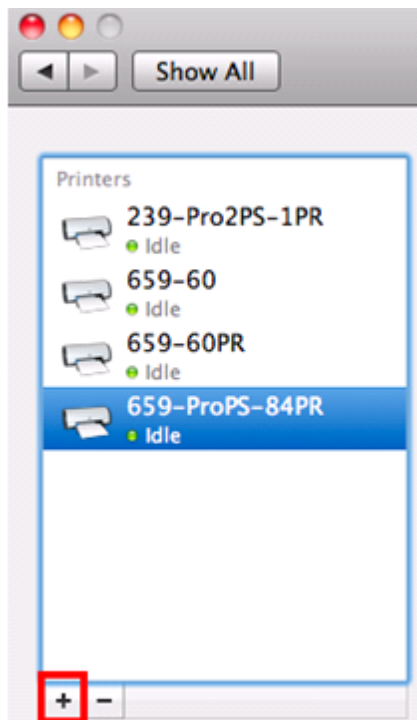 Show All
Printers
239-Pro2PS-1PR
Idle
659-60
Idle
659-60PR
Idle
659-ProPS-84PR
Idle
+ −